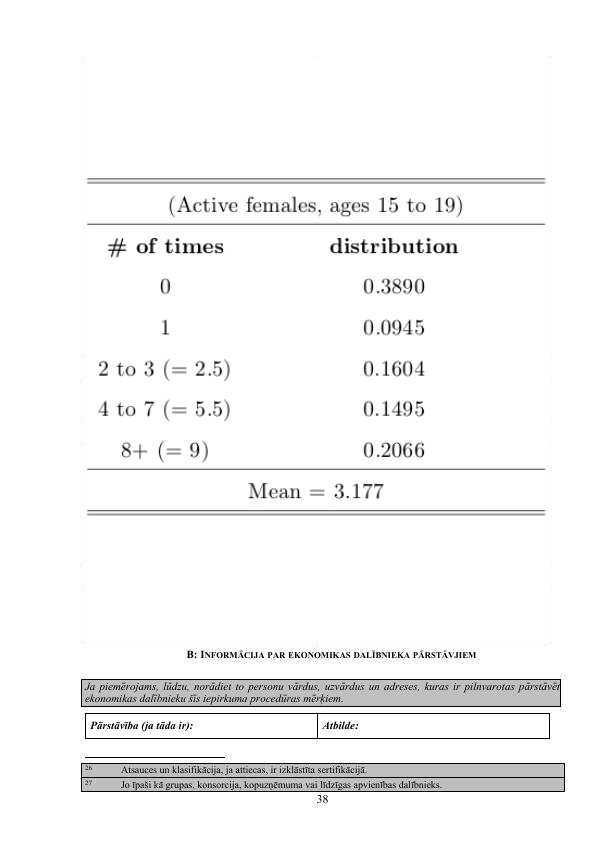 (Active females, ages 15 to 19)
# of times distribution
0 0.3890
1 0.0945
2 to 3 (= 2.5) 0.1604
4 to 7 (= 5.5) 0.1495
8+ (= 9) 0.2066
Mean = 3.177
B: INFORMĀCIJA PAR EKONOMIKAS DALĪBNIEKA PĀRSTĀVJIEM
Ja piemērojams, lūdzu, norādiet to personu vārdus, uzvārdus un adreses, kuras ir pilnvarotas pārstāvēt
ekonomikas dalībnieku šīs iepirkuma procedūras mērķiem.
Pārstāvība (ja tāda ir): Atbilde:
26 Atsauces un klasifikācija, ja attiecas, ir izklāstīta sertifikācijā.
27 Jo īpaši kā grupas, konsorcija, kopuzņēmuma vai līdzīgas apvienības dalībnieks.
38